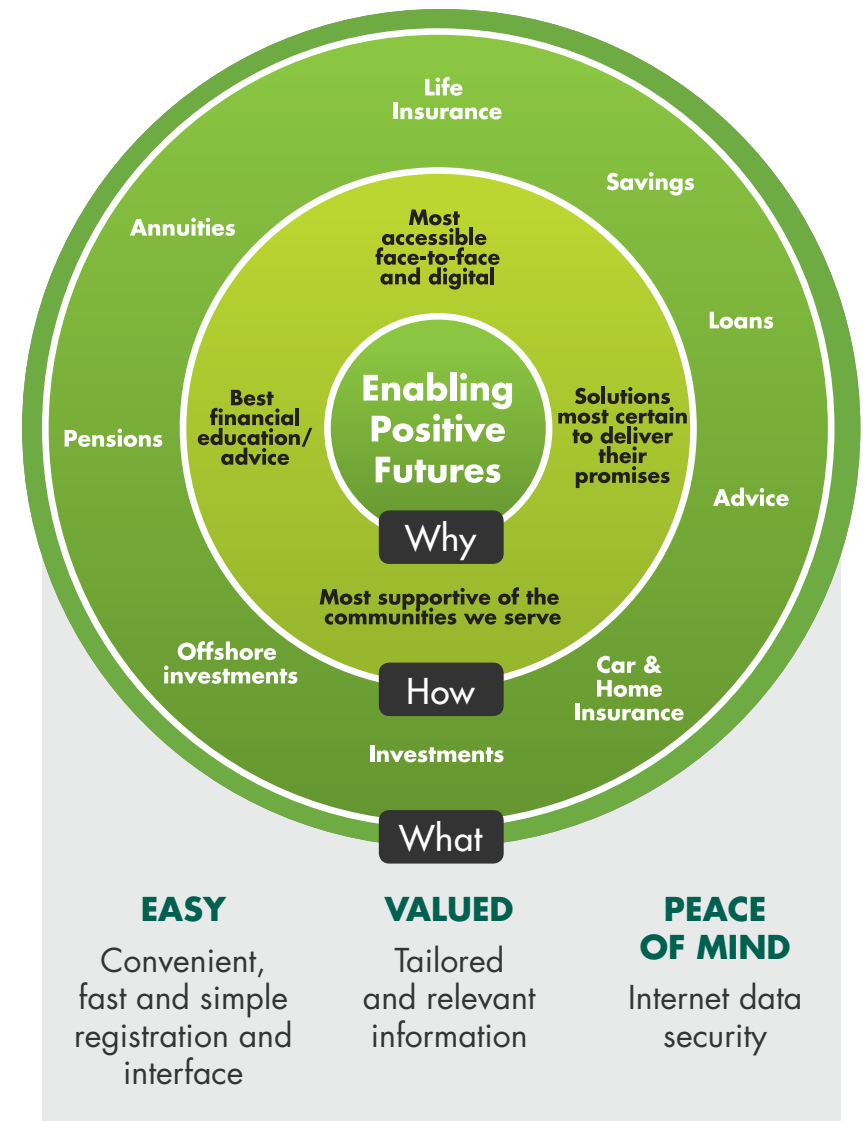 Life
Insurance
Savings
Annuities
Most
accessible
face-to-face
and digital
Loans
Enabling
Positive
Futures
Best
financial
education/
advice
Solutions
most certain
to deliver
their
promises
Pensions
Advice
Why
Most supportive of the
communities we serve
Offshore
investments
How
Car &
Home
Insurance
Investments
What
EASY
Convenient,
fast and simple
registration and
interface
VALUED
Tailored
and relevant
information
PEACE
OF MIND
Internet data
security